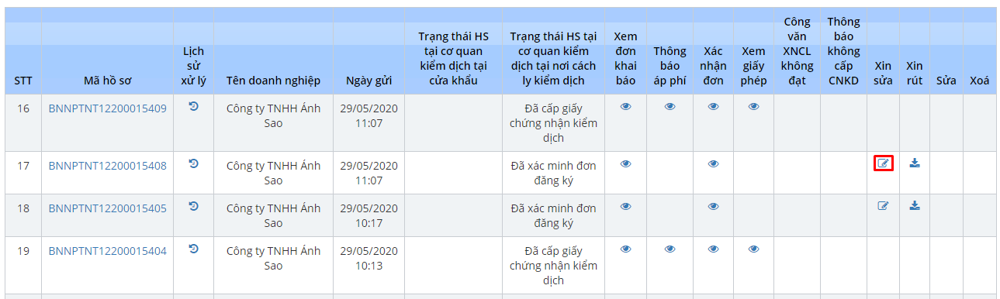 STT
Mã hồ sơ
Lịch
sử
xử lý
Tên doanh nghiệp
Ngày gửi
Trạng thái HS
tại cơ quan
kiểm dịch tại
cửa khẩu
Trạng thái HS tại
cơ quan kiểm
dịch tại nơi cách
ly kiểm dịch
Xem
đơn
khai
báo
Thông
báo
áp phí
Xác
nhận
đơn
Xem
giấy
phép
Công
văn
XNCL
không
đạt
Thông
báo
không
cấp
CNKD
Xin
sửa
Xin
rút
Sửa
Xoá
16
BNNPTNT12200015409
Công ty TNHH Ánh
Sao
29/05/2020
11:07
Đã cấp giấy
chứng nhận kiểm
dịch
17
BNNPTNT12200015408
Công ty TNHH Ánh
Sao
29/05/2020
11:07
Đã xác minh đơn
đăng ký
18
BNNPTNT12200015405
Công ty TNHH Ánh
Sao
29/05/2020
10:17
Đã xác minh đơn
đăng ký
19
BNNPTNT12200015404
Công ty TNHH Ánh
Sao
29/05/2020
10:13
Đã cấp giấy
chứng nhận kiểm
dịch